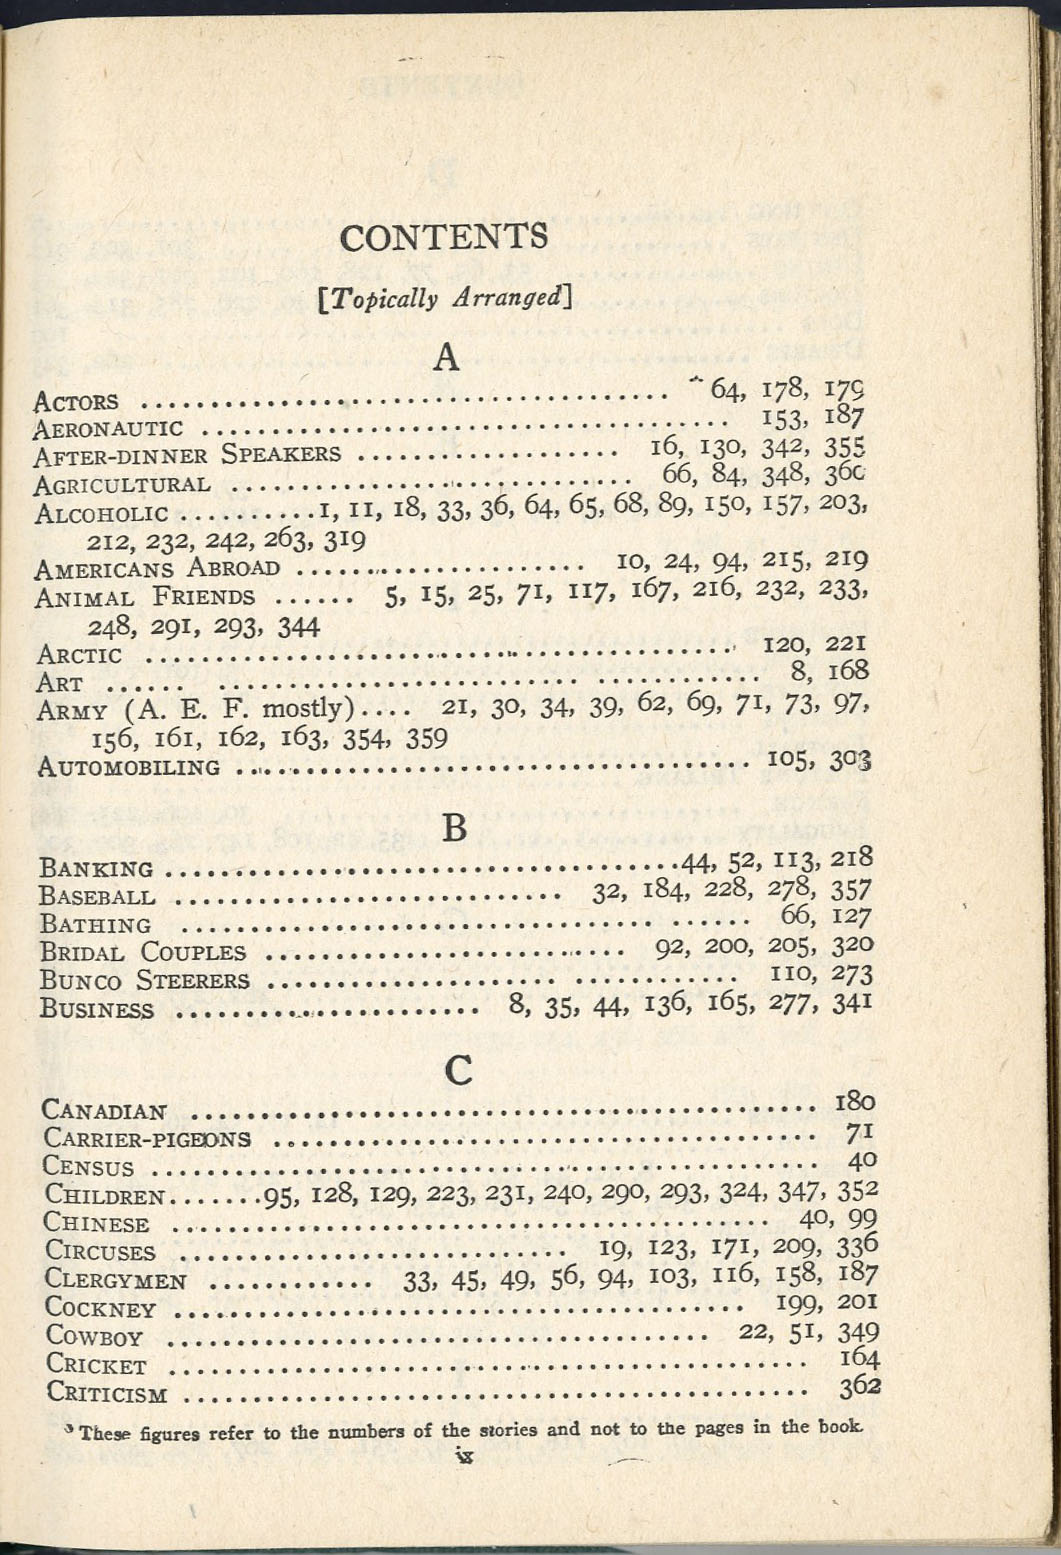 CONTENTS
[Topically Arranged]
A
ACTORS ...................................... * 64, 178, 179
AERONAUTIC ...................................... 153, 187
AFTER-DINNER SPEAKERS ................... 16, 130, 342, 355
AGRICULTURAL ............................. 66, 84, 348, 360
ALCOHOLIC ..........1, 11, 18, 33, 36, 64, 65, 68, 89, 150, 157, 203,
212, 232, 242, 263, 319
AMERICANS ABROAD ..................... 10, 24, 94, 215, 219
ANIMAL FRIENDS ...... 5, 15, 25, 71, 117, 167, 216, 232, 233,
248, 291, 293, 344
ARCTIC .......................................... 120, 221
ART ...... .......................... ............ 8, 168
ARMY (A. E. F. mostly).... 21, 30, 34, 39, 62, 69, 71, 73, 97,
156, 161, 162, 163, 354, 359
AUTOMOBILING ..................................... 105, 303
B
BANKING .....................................44, 52, 113, 218
BASEBALL ............................ 32, 184, 228, 278, 357
BATHING .................................. ...... 66, 127
BRIDAL COUPLES .......................... 92, 200, 205, 320
BUNCO STEERERS ..................... ............ 110, 273
BUSINESS ...................... 8, 35, 44, 136, 165, 277, 341
C
CANADIAN ............................................. 180
CARRIER-PIGEONS ....................................... 71
CENSUS ................................................ 40
CHILDREN.......95, 128, 129, 223, 231, 240, 290, 293, 324, 347, 352
CHINESE ........................................... 40, 99
CIRCUSES ............................ 19, 123, 171, 209, 336
CLERGYMEN ............ 33, 45, 49, 56, 94, 103, 116, 158, 187
COCKNEY ......................................... 199, 201
COWBOY ....................................... 22, 51, 349
CRICKET .............................................. 164
CRITICISM ............................................. 362
These figures refer to the numbers of the stories and not to the pages in the book.
ix